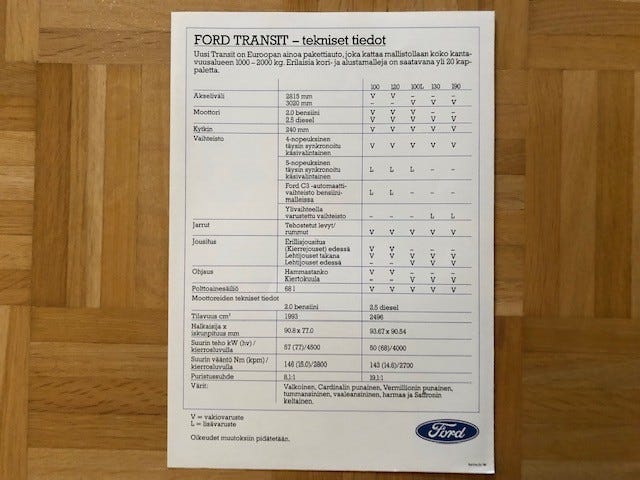 FORD TRANSIT – tekniset tiedot
Uusi Transit on Euroopan ainoa pakettiauto, joka kattaa mallistollaan koko kanta-
vuusalueen 1000 – 2000 kg. Erilaisia kori- ja alustamalleja on saatavana yli 20 kap-
paletta.
100 120 100L 130 190
Akseliväli 2815 mm V V – – –
3020 mm – – V V V
Moottori 2.0 bensiini V V V – –
2.5 diesel V V V V V
Kytkin 240 mm V V V V V
Vaihteisto 4-nopeuksinen
täysin synkronoitu V V V V V
käsivalintainen
5-nopeuksinen
täysin synkronoitu L L L – –
käsivalintainen
Ford C3 -automaatti-
vaihteisto bensiini- L L – – –
malleissa
Ylivaihteella
varustettu vaihteisto – – – L L
Jarrut Tehostetut levyt/
rummut V V V V V
Jousitus Erillisjousitus
(Kierrejouset) edessä V V – – –
Lehtijouset takana V V V V V
Lehtijouset edessä – – V V V
Ohjaus Hammastanko V V – – –
Kiertokuula – – V V V
Polttoainesäiliö 68 l V V V V V
Moottoreiden tekniset tiedot
2.0 bensiini 2.5 diesel
Tilavuus cm³ 1993 2496
Halkaisija x
iskunpituus mm 90.8 x 77.0 93.67 x 90.54
Suurin teho kW (hv) /
kierrosluvulla 57 (77)/4500 50 (68)/4000
Suurin vääntö Nm (kpm) /
kierrosluvulla 146 (15.0)/2800 143 (14.6)/2700
Puristussuhde 8,1:1 19,1:1
Värit: Valkoinen, Cardinalin punainen, Vermillionin punainen,
tummansininen, vaaleansininen, harmaa ja Saffronin
keltainen.
V = vakiovaruste
L = lisävaruste
Oikeudet muutoksiin pidätetään.
Ford